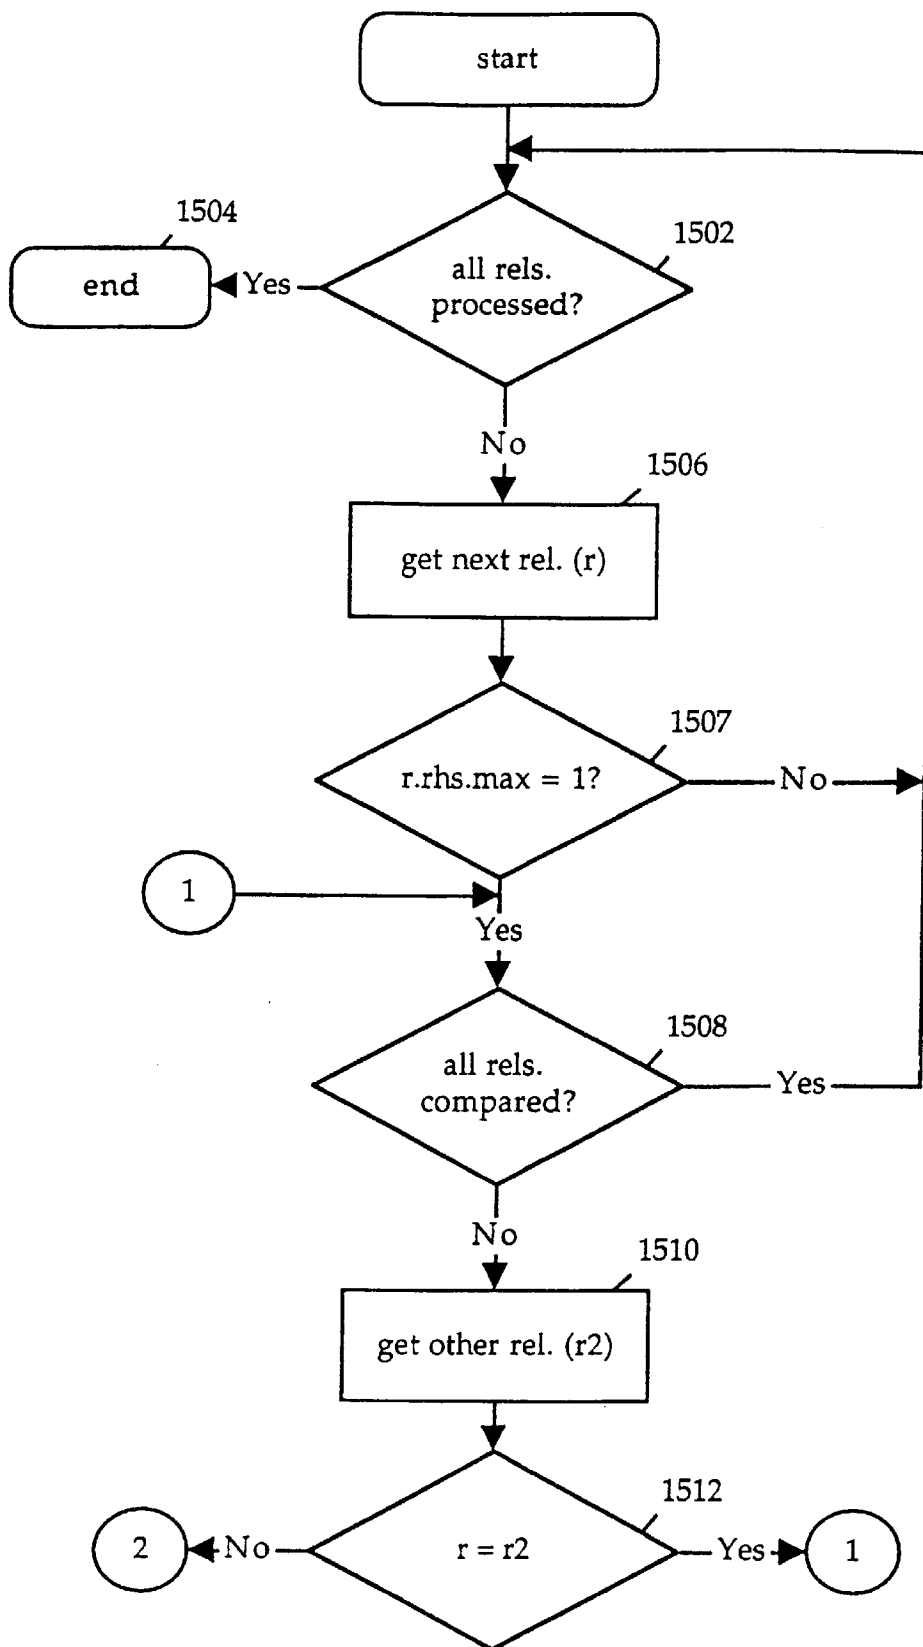 start
1504
1502
end
Yes
all rels.
processed?
No
1506
get next rel. (r)
1507
r.rhs.max = 1?
No
1
Yes
1508
all rels.
compared?
Yes
No
1510
get other rel. (r2)
1512
2
No
r = r2
Yes
1